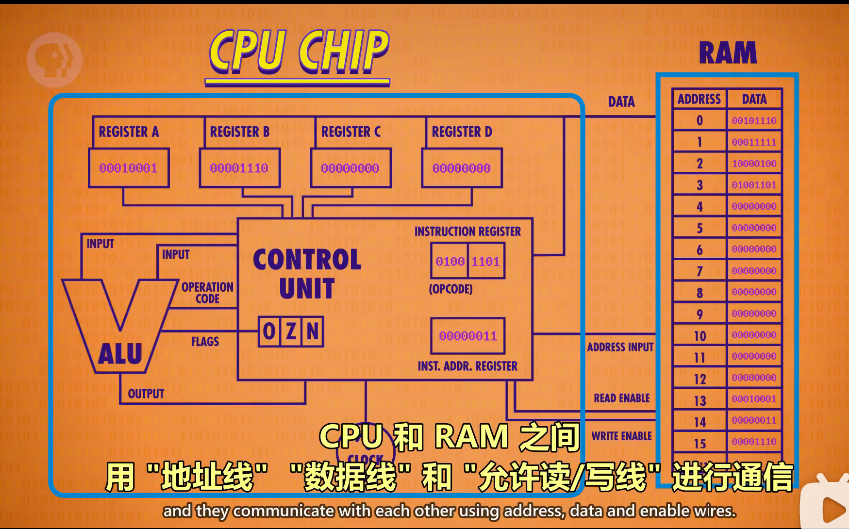 CPU CHIP
RAM
DATA
ADDRESS DATA
0 00101110
1 00011111
2 10000100
3 01001101
4 00000000
5 00000000
6 00000000
7 00000000
8 00000000
9 00000000
10 00000000
11 00000000
12 00000000
13 00010001
14 00000011
15 00001110
REGISTER A
00010001
REGISTER B
00001110
REGISTER C
00000000
REGISTER D
00000000
INPUT
INPUT
OPERATION
CODE
FLAGS
ALU
OUTPUT
CONTROL
UNIT
O Z N
INSTRUCTION REGISTER
0100 1101
(OPCODE)
00000011
INST. ADDR. REGISTER
ADDRESS INPUT
READ ENABLE
WRITE ENABLE
CLOCK
CPU 和 RAM 之间
用 "地址线" "数据线" 和 "允许读/写线" 进行通信
and they communicate with each other using address, data and enable wires.